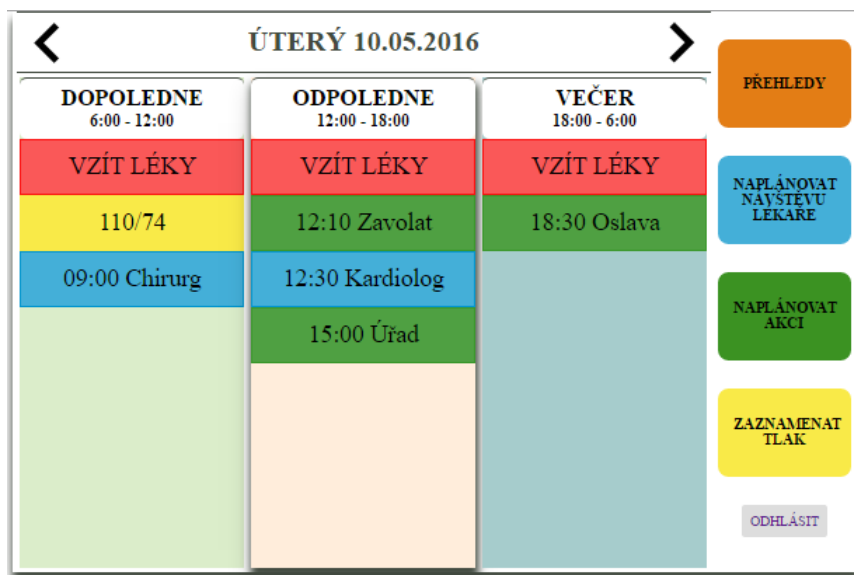 ÚTERÝ 10.05.2016
DOPOLEDNE
6:00 - 12:00
VZÍT LÉKY
110/74
09:00 Chirurg
ODPOLEDNE
12:00 - 18:00
VZÍT LÉKY
12:10 Zavolat
12:30 Kardiolog
15:00 Úřad
VEČER
18:00 - 6:00
VZÍT LÉKY
18:30 Oslava
PŘEHLEDY
NAPLÁNOVAT
NÁVŠTĚVU
LÉKAŘE
NAPLÁNOVAT
AKCI
ZAZNAMENAT
TLAK
ODHLÁSIT